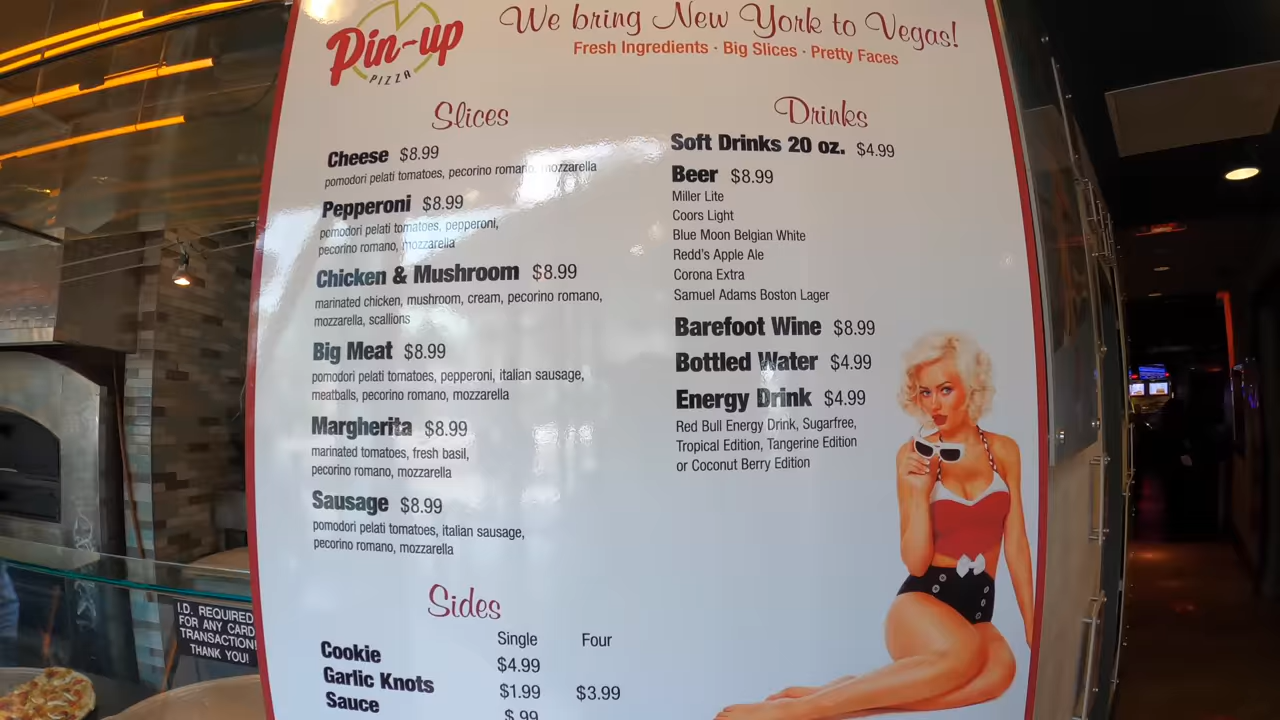 Pin-up
PIZZA
We bring New York to Vegas!
Fresh Ingredients · Big Slices · Pretty Faces
Slices
Cheese $8.99
pomodori pelati tomatoes, pecorino romano, mozzarella
Pepperoni $8.99
pomodori pelati tomatoes, pepperoni,
pecorino romano, mozzarella
Chicken & Mushroom $8.99
marinated chicken, mushroom, cream, pecorino romano,
mozzarella, scallions
Big Meat $8.99
pomodori pelati tomatoes, pepperoni, italian sausage,
meatballs, pecorino romano, mozzarella
Margherita $8.99
marinated tomatoes, fresh basil,
pecorino romano, mozzarella
Sausage $8.99
pomodori pelati tomatoes, italian sausage,
pecorino romano, mozzarella
Sides
Single Four
Cookie $4.99
Garlic Knots $1.99 $3.99
Sauce $.99
Drinks
Soft Drinks 20 oz. $4.99
Beer $8.99
Miller Lite
Coors Light
Blue Moon Belgian White
Redd's Apple Ale
Corona Extra
Samuel Adams Boston Lager
Barefoot Wine $8.99
Bottled Water $4.99
Energy Drink $4.99
Red Bull Energy Drink, Sugarfree,
Tropical Edition, Tangerine Edition
or Coconut Berry Edition
I.D. REQUIRED
FOR ANY CARD
TRANSACTION!
THANK YOU!